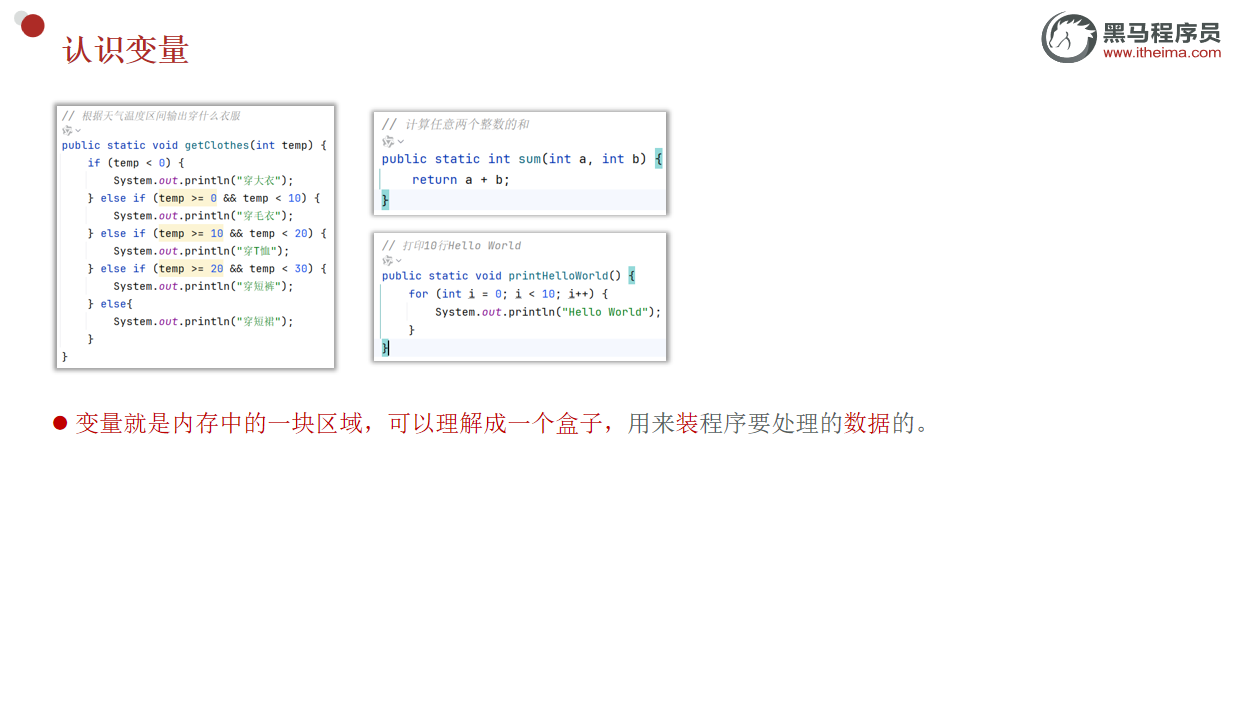 认识变量
黑马程序员
www.itheima.com
// 根据天气温度区间输出穿什么衣服
public static void getClothes(int temp) {
if (temp < 0) {
System.out.println("穿大衣");
} else if (temp >= 0 && temp < 10) {
System.out.println("穿毛衣");
} else if (temp >= 10 && temp < 20) {
System.out.println("穿T恤");
} else if (temp >= 20 && temp < 30) {
System.out.println("穿短裤");
} else{
System.out.println("穿短裙");
}
}
// 计算任意两个整数的和
public static int sum(int a, int b) {
return a + b;
}
// 打印10行Hello World
public static void printHelloWorld() {
for (int i = 0; i < 10; i++) {
System.out.println("Hello World");
}
}
变量就是内存中的一块区域，可以理解成一个盒子，用来装程序要处理的数据的。